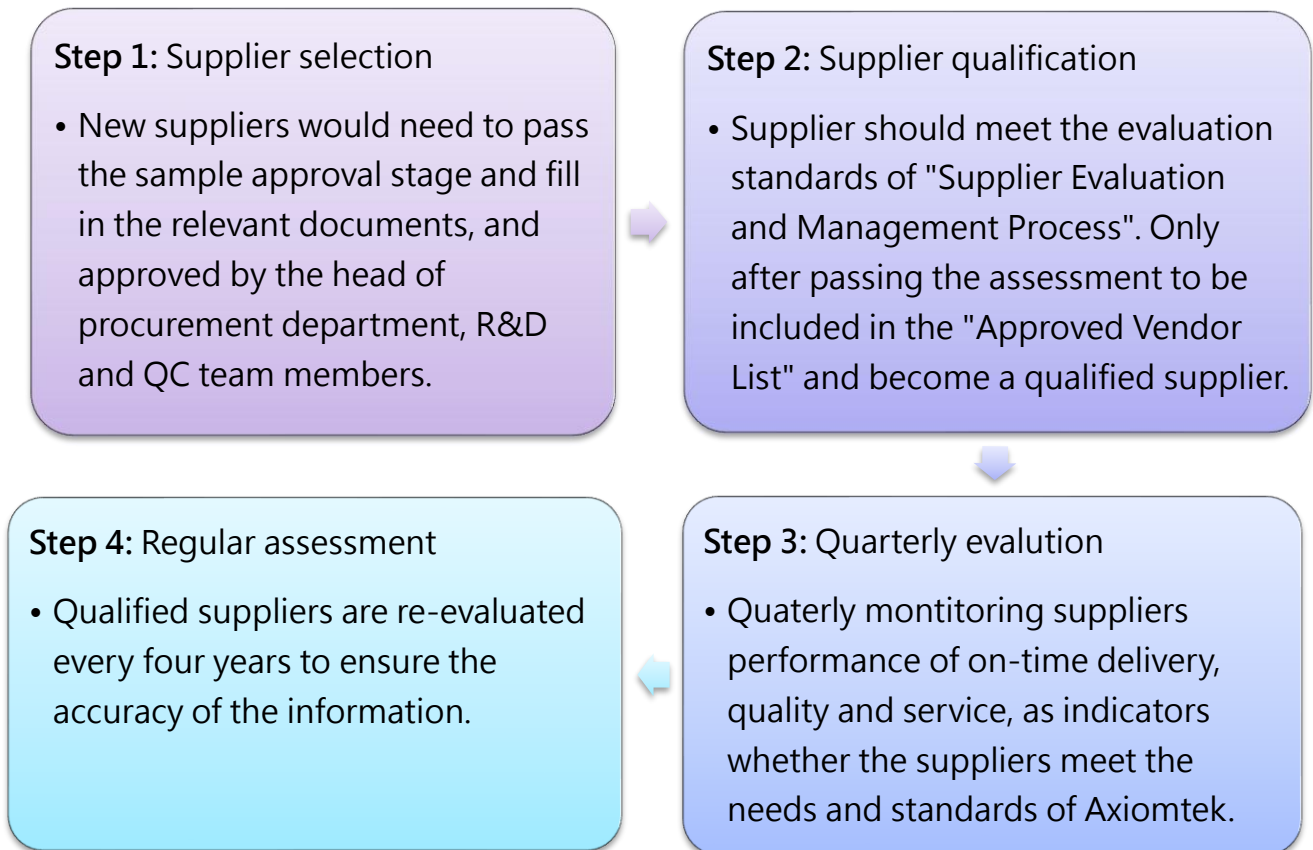 Step 1: Supplier selection
• New suppliers would need to pass
the sample approval stage and fill
in the relevant documents, and
approved by the head of
procurement department, R&D
and QC team members.
Step 2: Supplier qualification
• Supplier should meet the evaluation
standards of "Supplier Evaluation
and Management Process". Only
after passing the assessment to be
included in the "Approved Vendor
List" and become a qualified supplier.
Step 3: Quarterly evalution
• Quaterly montitoring suppliers
performance of on-time delivery,
quality and service, as indicators
whether the suppliers meet the
needs and standards of Axiomtek.
Step 4: Regular assessment
• Qualified suppliers are re-evaluated
every four years to ensure the
accuracy of the information.